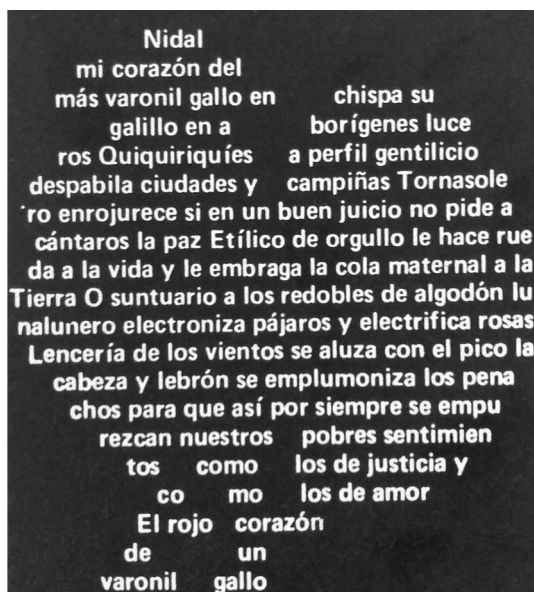 Nidal
mi corazón del
más varonil gallo en chispa su
galillo en a borígenes luce
ros Quiquiriquíes a perfil gentilicio
despabila ciudades y campiñas Tornasole
ro enrojurece si en un buen juicio no pide a
cántaros la paz Etílico de orgullo le hace rue
da a la vida y le embraga la cola maternal a la
Tierra O suntuario a los redobles de algodón lu
nalunero electroniza pájaros y electrifica rosas
Lencería de los vientos se aluza con el pico la
cabeza y lebrón se emplumoniza los pena
chos para que así por siempre se empu
rezcan nuestros pobres sentimien
tos como los de justicia y
co mo los de amor
El rojo corazón
de un
varonil gallo